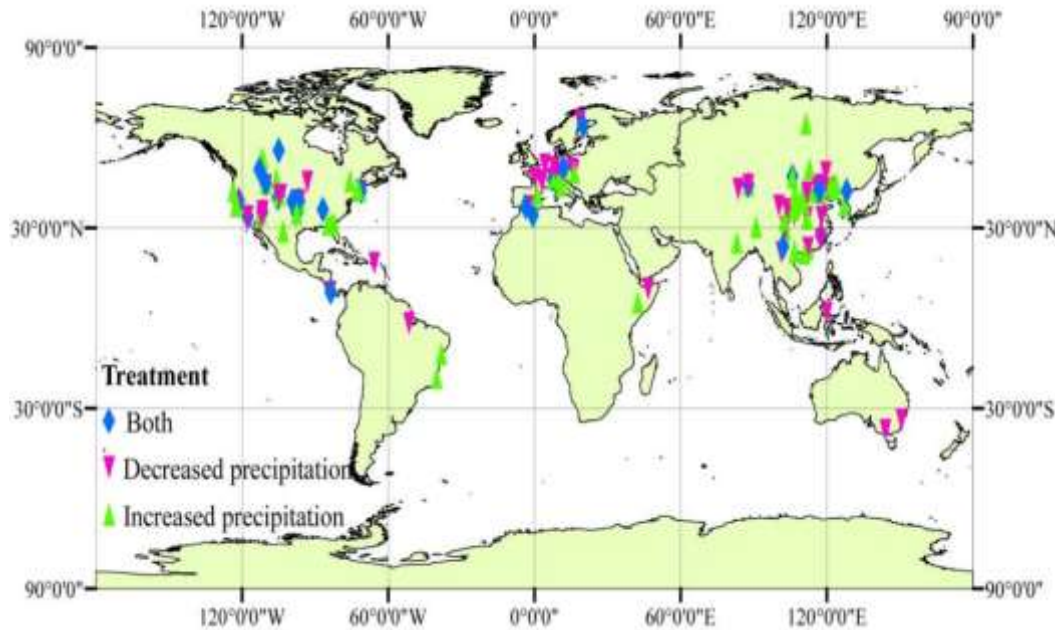 120°0'0"W 60°0'0"W 0°0'0" 60°0'0"E 120°0'0"E 90°0'0"
90°0'0"
30°0'0"N 30°0'0"N
Treatment
30°0'0"S 30°0'0"S
Both
Decreased precipitation
Increased precipitation
90°0'0" 90°0'0"
120°0'0"W 60°0'0"W 0°0'0" 60°0'0"E 120°0'0"E